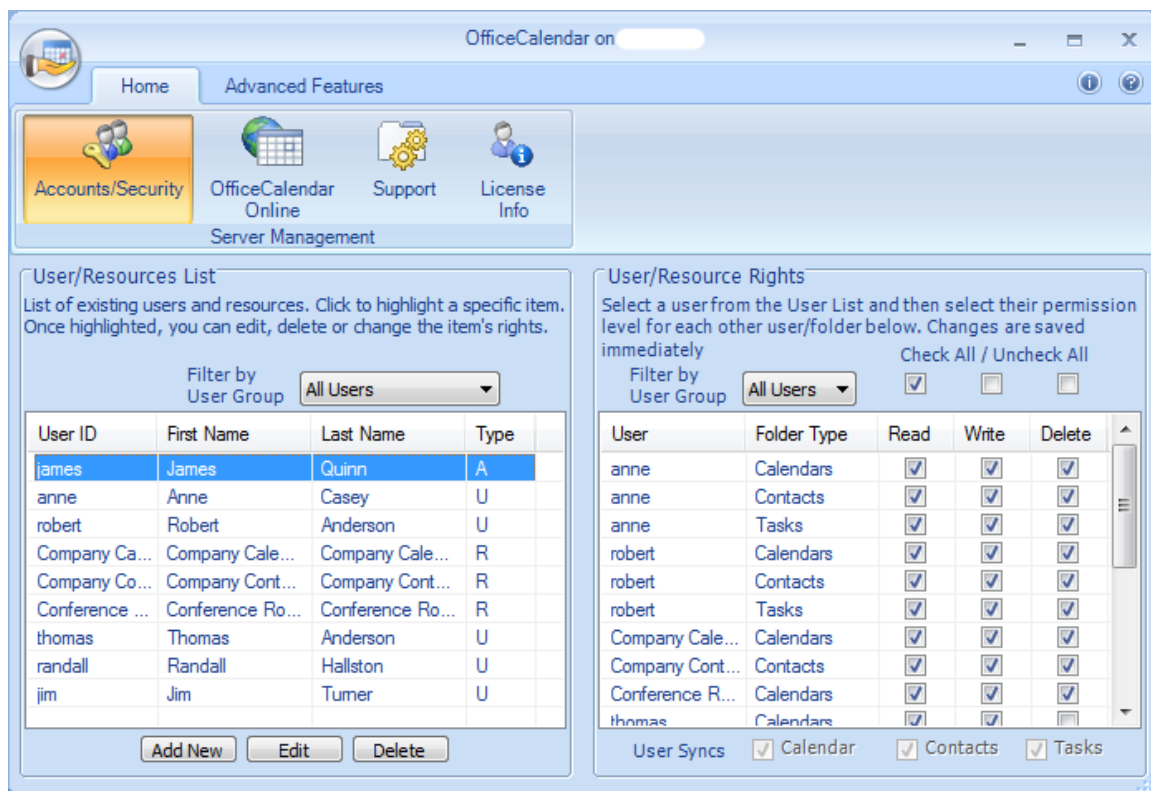 OfficeCalendar on
Home Advanced Features
Accounts/Security OfficeCalendar Online Support License Info
Server Management
User/Resources List
List of existing users and resources. Click to highlight a specific item.
Once highlighted, you can edit, delete or change the item's rights.
Filter by
User Group All Users
User ID First Name Last Name Type
james James Quinn A
anne Anne Casey U
robert Robert Anderson U
Company Ca... Company Cale... Company Cale... R
Company Co... Company Cont... Company Cont... R
Conference ... Conference Ro... Conference Ro... R
thomas Thomas Anderson U
randall Randall Hallston U
jim Jim Turner U
Add New Edit Delete
User/Resource Rights
Select a user from the User List and then select their permission
level for each other user/folder below. Changes are saved
immediately
Check All / Uncheck All
Filter by
User Group All Users
User Folder Type Read Write Delete
anne Calendars
anne Contacts
anne Tasks
robert Calendars
robert Contacts
robert Tasks
Company Cale... Calendars
Company Cont... Contacts
Conference R... Calendars
thomas Calendars
User Syncs Calendar Contacts Tasks